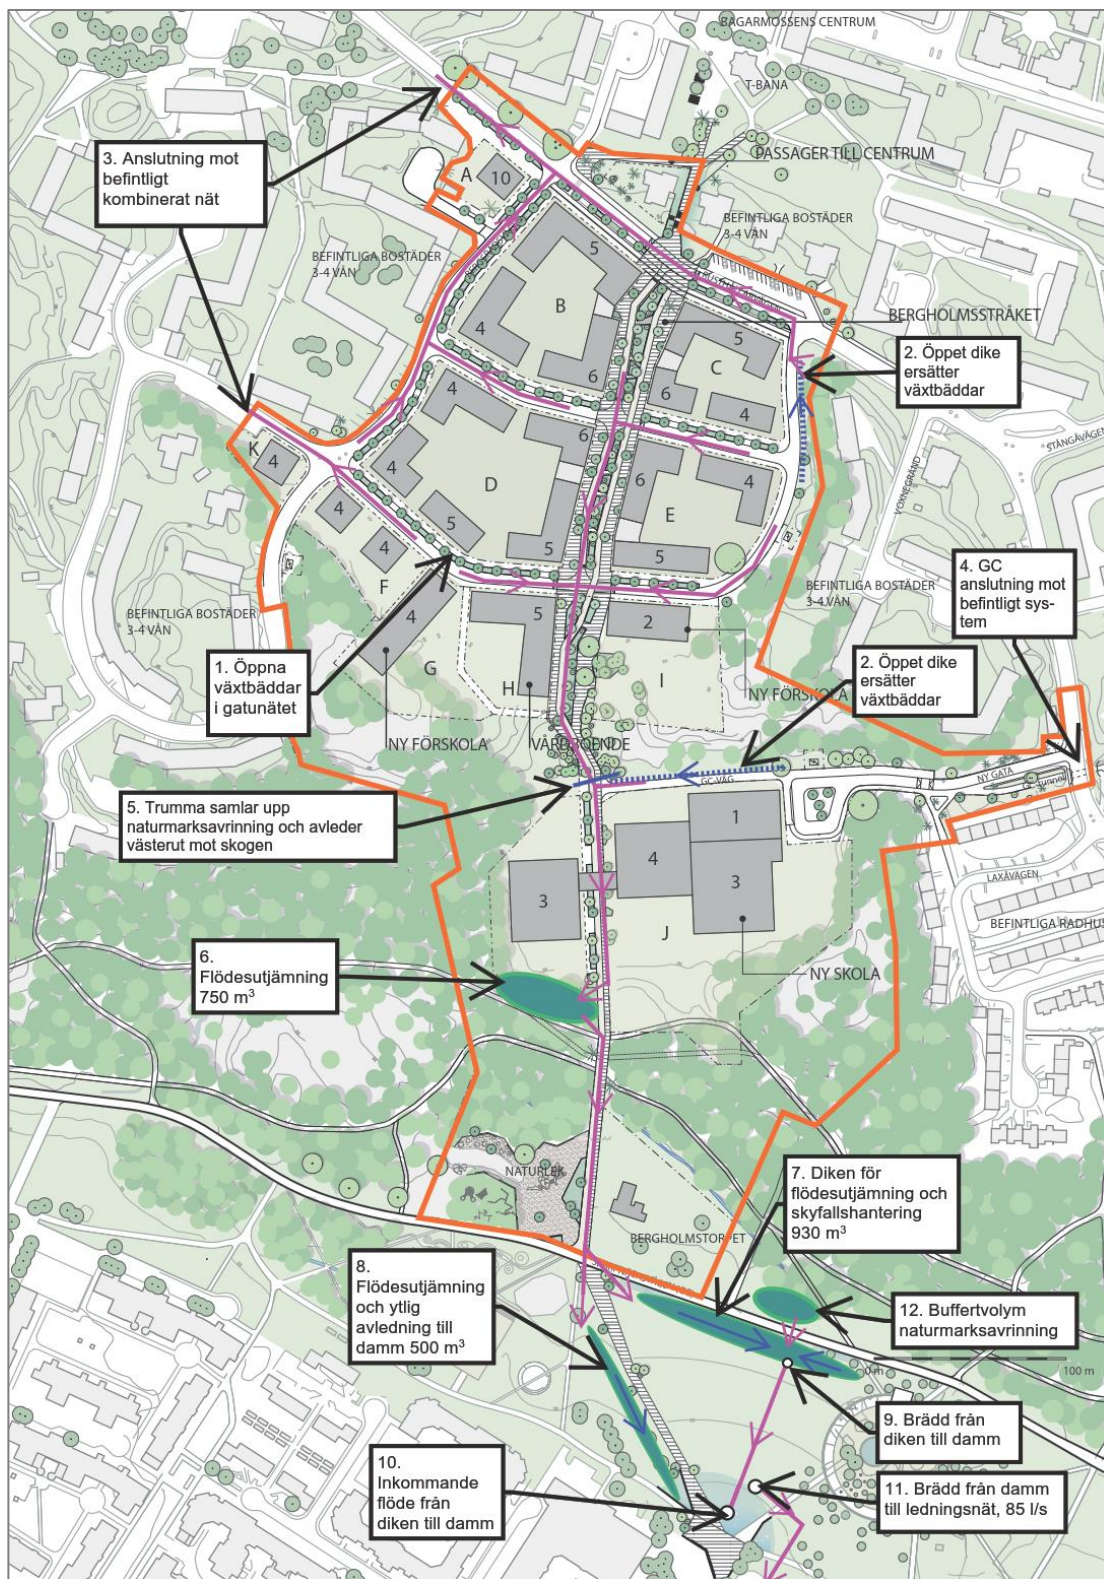 BAGARMOSSENS CENTRUM
T-BANA
3. Anslutning mot
befintligt
kombinerat nät
A
10
PASSAGER TILL CENTRUM
BEFINTLIGA BOSTÄDER
3-4 VÅN
BEFINTLIGA BOSTÄDER
3-4 VÅN
5
B
4
6
BERGHOLMSSTRÅKET
5
C
6
4
2. Öppet dike
ersätter
växtbäddar
STÅNGÅVÄGEN
VOXNEGRÄND
4
6
K
4
4
D
6
4
E
4
5
5
5
4
4. GC
anslutning mot
befintligt sys-
tem
F
4
5
2
BEFINTLIGA BOSTÄDER
3-4 VÅN
BEFINTLIGA BOSTÄDER
3-4 VÅN
1. Öppna
växtbäddar
i gatunätet
G
H
I
2. Öppet dike
ersätter
växtbäddar
NY FÖRSKOLA
NY FÖRSKOLA
VÅRDBOENDE
GC-VÄG
NY GATA
Tunnel
5. Trumma samlar upp
naturmarksavrinning och avleder
västerut mot skogen
1
4
3
3
J
LAXÅVÄGEN
BEFINTLIGA RADHUS
NY SKOLA
6.
Flödesutjämning
750 m³
NATURLEK
7. Diken för
flödesutjämning och
skyfallshantering
930 m³
BERGHOLMSTORPET
8.
Flödesutjämning
och ytlig
avledning till
damm 500 m³
12. Buffertvolym
naturmarksavrinning
0 m
100 m
9. Brädd från
diken till damm
10.
Inkommande
flöde från
diken till damm
11. Brädd från damm
till ledningsnät, 85 l/s